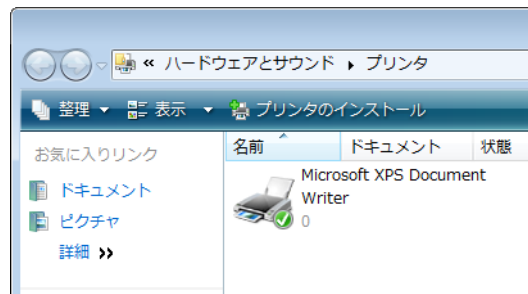 « ハードウェアとサウンド ▸ プリンタ
整理 ▼ 表示 ▼ プリンタのインストール
お気に入りリンク
ドキュメント
ピクチャ
詳細 »
名前 ドキュメント 状態
Microsoft XPS Document
Writer
0